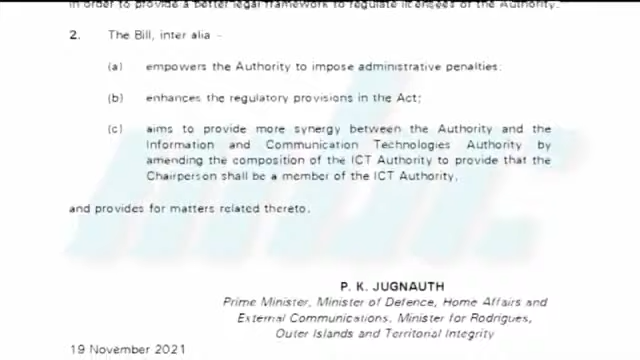 in order to provide a better legal framework to regulate licensees of the Authority.
2. The Bill, inter alia –
(a) empowers the Authority to impose administrative penalties;
(b) enhances the regulatory provisions in the Act;
(c) aims to provide more synergy between the Authority and the
Information and Communication Technologies Authority by
amending the composition of the ICT Authority to provide that the
Chairperson shall be a member of the ICT Authority,
and provides for matters related thereto.
P. K. JUGNAUTH
Prime Minister, Minister of Defence, Home Affairs and
External Communications, Minister for Rodrigues,
Outer Islands and Territorial Integrity
19 November 2021